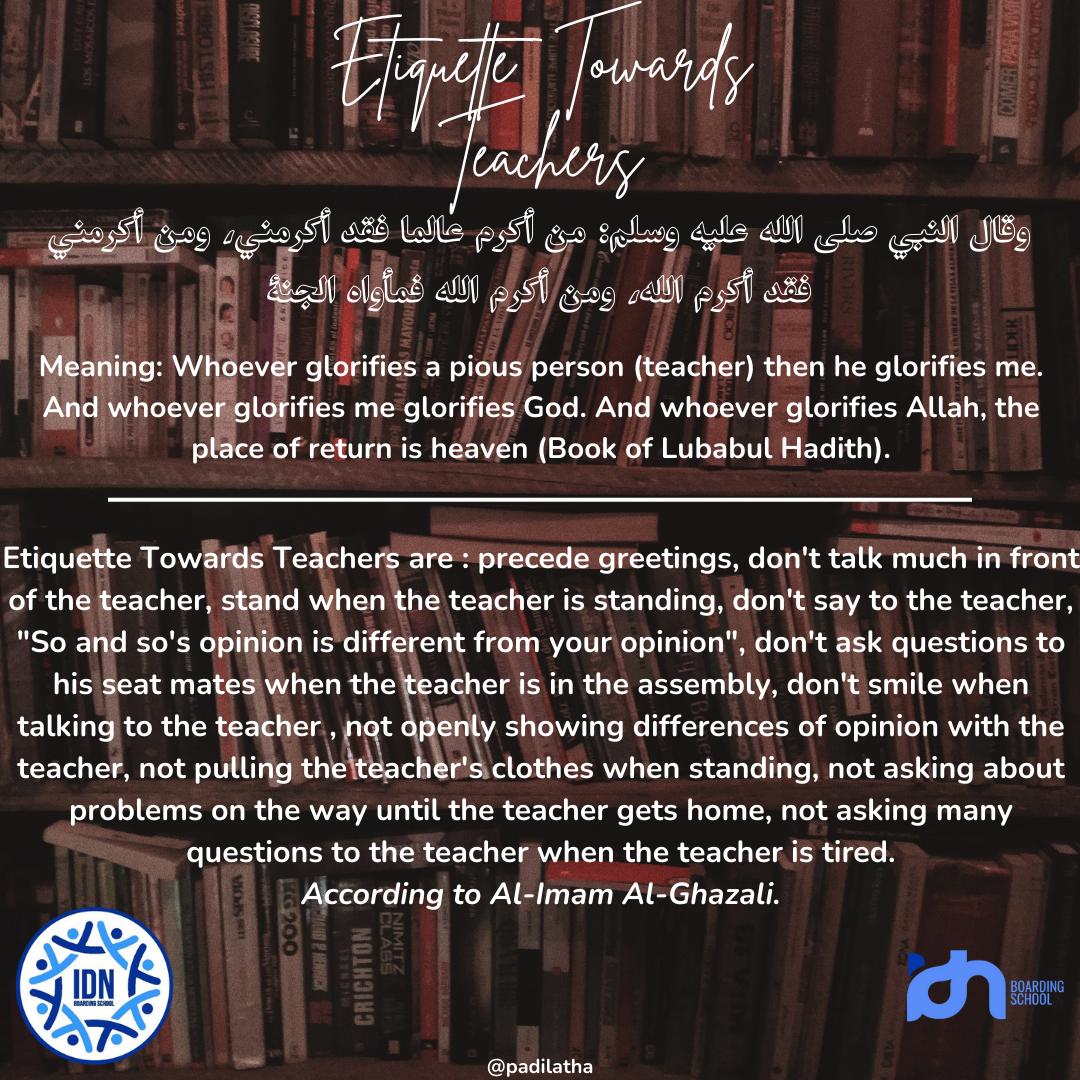 Etiquette Towards
Teachers
وقال النبي صلى الله عليه وسلم: من أكرم عالما فقد أكرمني، ومن أكرمني
فقد أكرم الله، ومن أكرم الله فمأواه الجنة
Meaning: Whoever glorifies a pious person (teacher) then he glorifies me.
And whoever glorifies me glorifies God. And whoever glorifies Allah, the
place of return is heaven (Book of Lubabul Hadith).
Etiquette Towards Teachers are : precede greetings, don't talk much in front
of the teacher, stand when the teacher is standing, don't say to the teacher,
"So and so's opinion is different from your opinion", don't ask questions to
his seat mates when the teacher is in the assembly, don't smile when
talking to the teacher , not openly showing differences of opinion with the
teacher, not pulling the teacher's clothes when standing, not asking about
problems on the way until the teacher gets home, not asking many
questions to the teacher when the teacher is tired.
According to Al-Imam Al-Ghazali.
IDN
BOARDING SCHOOL
idn
BOARDING
SCHOOL
COMER PARA VIVIR
MICHAEL
CRICHTON
NIMITZ
CLASS
@padilatha